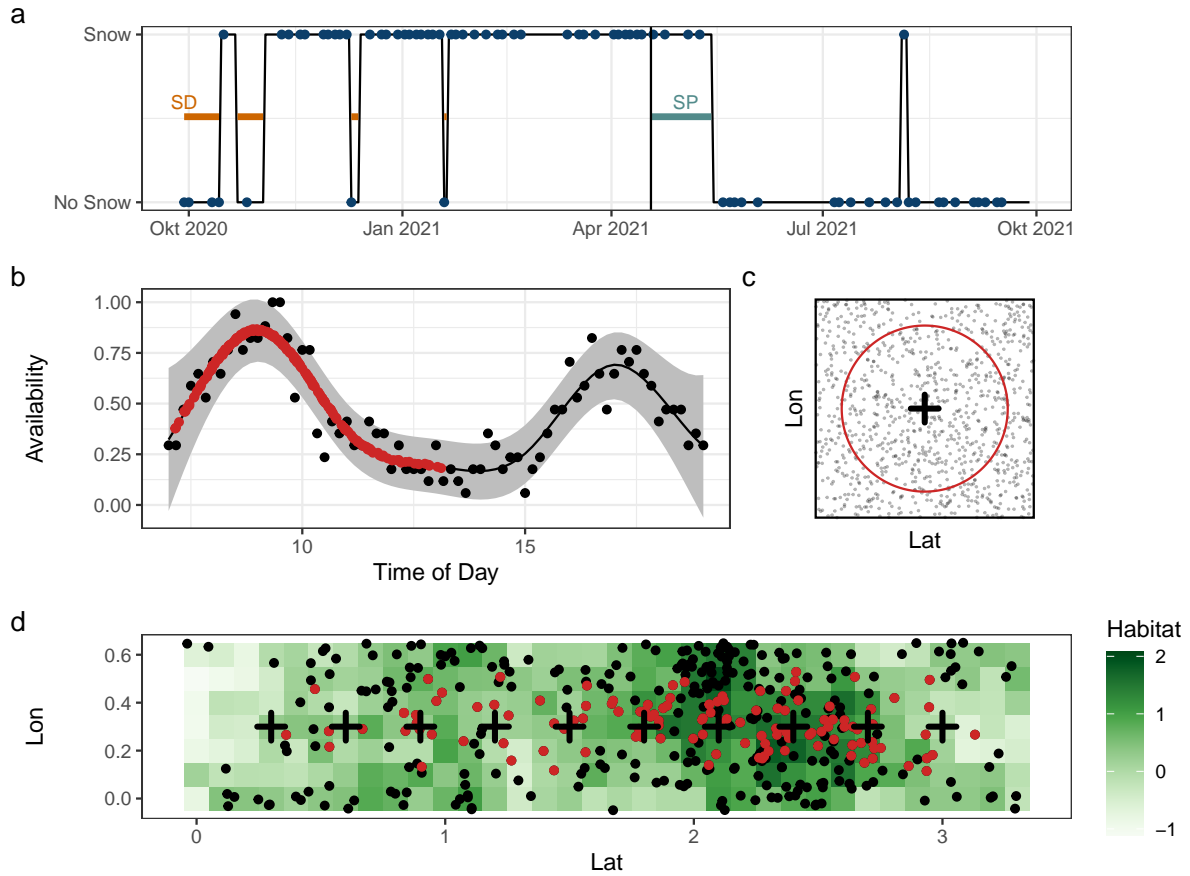 a
Snow
SD
SP
No Snow
Okt 2020
Jan 2021
Apr 2021
Jul 2021
Okt 2021
b
1.00
0.75
0.50
0.25
0.00
Availability
10
15
Time of Day
c
Lon
Lat
d
0.6
0.4
0.2
0.0
Lon
0
1
2
3
Lat
Habitat
2
1
0
−1